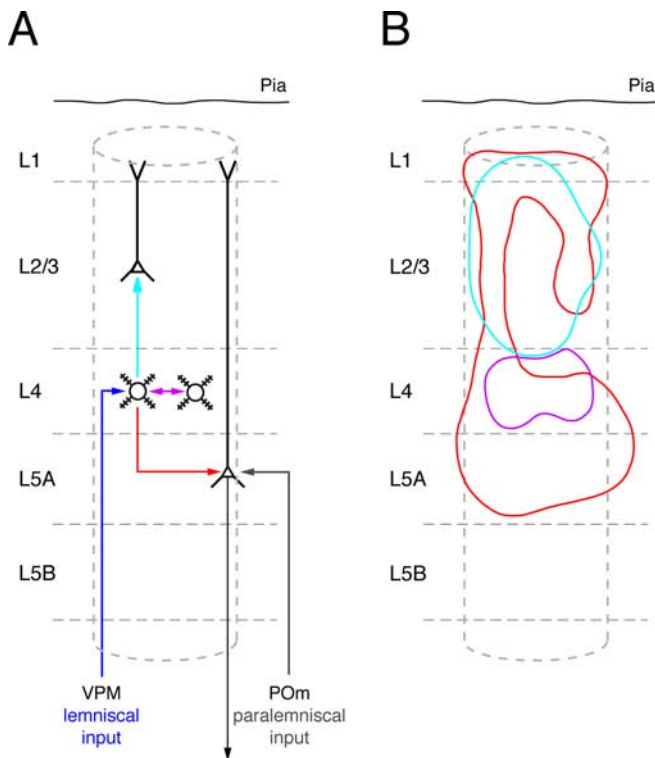 A
B
Pia
Pia
L1
L1
L2/3
L2/3
L4
L4
L5A
L5A
L5B
L5B
VPM
lemniscal
input
POm
paralemniscal
input